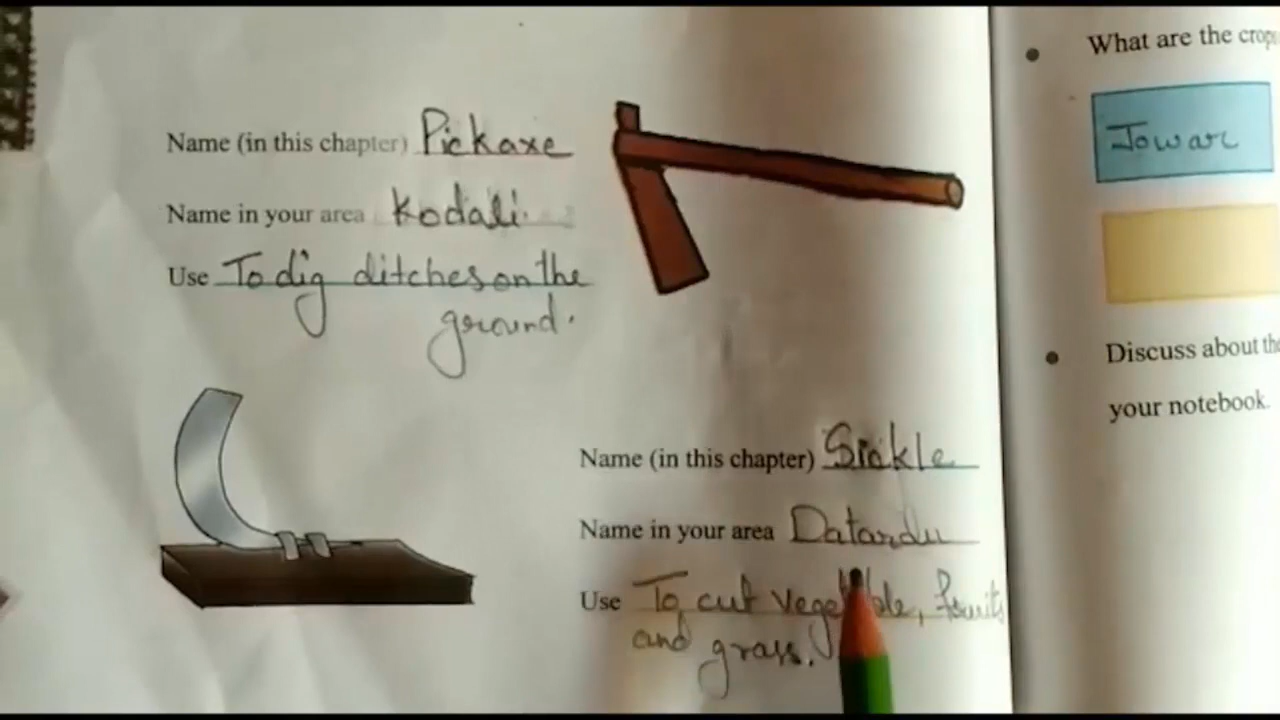 Name (in this chapter) Pickaxe
Name in your area Kodali
Use To dig ditches on the
ground.
Name (in this chapter) Sickle
Name in your area Datardu
Use To cut vegetable, fruits
and grass.
What are the crops
Jowar
Discuss about the
your notebook.